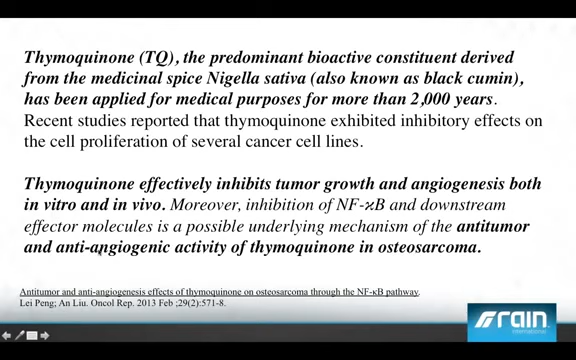 Thymoquinone (TQ), the predominant bioactive constituent derived
from the medicinal spice Nigella sativa (also known as black cumin),
has been applied for medical purposes for more than 2,000 years.
Recent studies reported that thymoquinone exhibited inhibitory effects on
the cell proliferation of several cancer cell lines.
Thymoquinone effectively inhibits tumor growth and angiogenesis both
in vitro and in vivo. Moreover, inhibition of NF-ϰB and downstream
effector molecules is a possible underlying mechanism of the antitumor
and anti-angiogenic activity of thymoquinone in osteosarcoma.
Antitumor and anti-angiogenesis effects of thymoquinone on osteosarcoma through the NF-κB pathway.
Lei Peng; An Liu. Oncol Rep. 2013 Feb ;29(2):571-8.
rain
international